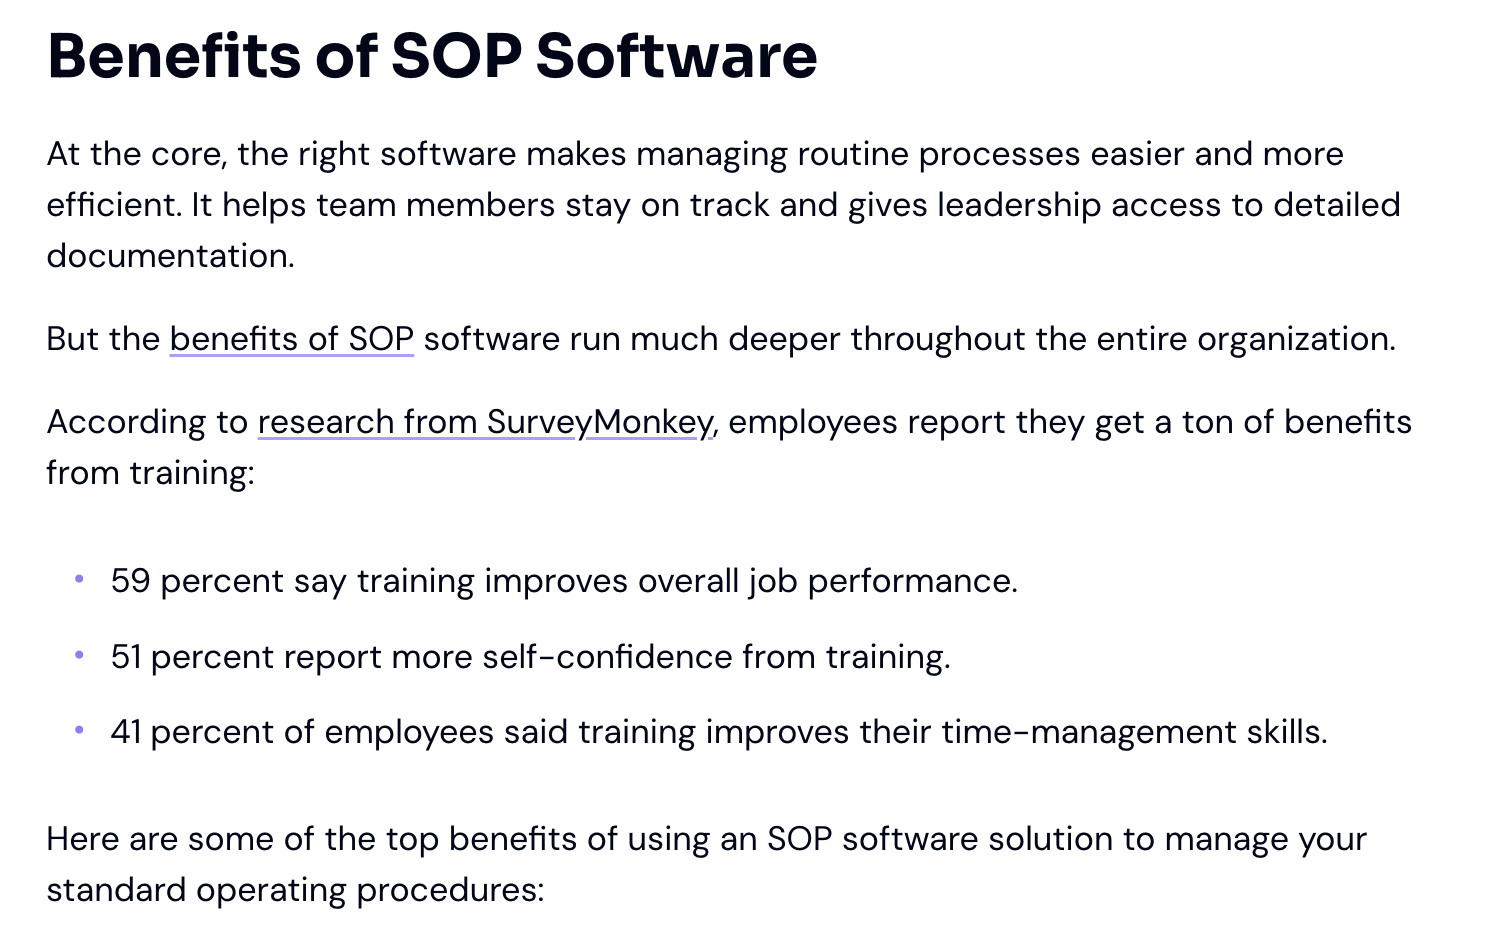 Benefits of SOP Software
At the core, the right software makes managing routine processes easier and more
efficient. It helps team members stay on track and gives leadership access to detailed
documentation.
But the benefits of SOP software run much deeper throughout the entire organization.
According to research from SurveyMonkey, employees report they get a ton of benefits
from training:
• 59 percent say training improves overall job performance.
• 51 percent report more self-confidence from training.
• 41 percent of employees said training improves their time-management skills.
Here are some of the top benefits of using an SOP software solution to manage your
standard operating procedures: